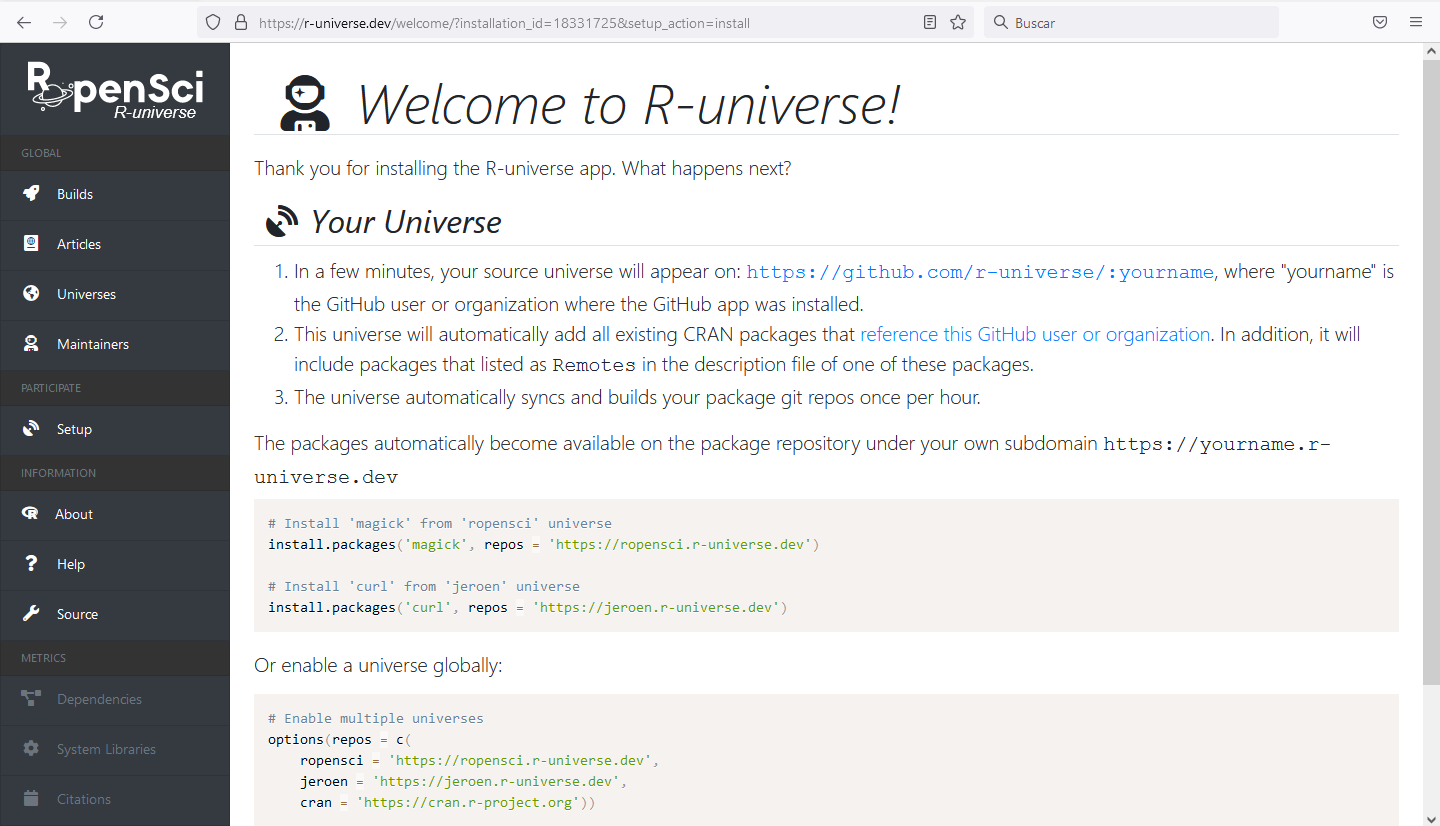 https://r-universe.dev/welcome/?installation_id=18331725&setup_action=install
Buscar
R penSci
R-universe
GLOBAL
Builds
Articles
Universes
Maintainers
PARTICIPATE
Setup
INFORMATION
About
Help
Source
METRICS
Dependencies
System Libraries
Citations
Welcome to R-universe!
Thank you for installing the R-universe app. What happens next?
Your Universe
1. In a few minutes, your source universe will appear on: https://github.com/r-universe/:yourname, where "yourname" is
the GitHub user or organization where the GitHub app was installed.
2. This universe will automatically add all existing CRAN packages that reference this GitHub user or organization. In addition, it will
include packages that listed as Remotes in the description file of one of these packages.
3. The universe automatically syncs and builds your package git repos once per hour.
The packages automatically become available on the package repository under your own subdomain https://yourname.r-
universe.dev
# Install 'magick' from 'ropensci' universe
install.packages('magick', repos = 'https://ropensci.r-universe.dev')
# Install 'curl' from 'jeroen' universe
install.packages('curl', repos = 'https://jeroen.r-universe.dev')
Or enable a universe globally:
# Enable multiple universes
options(repos = c(
ropensci = 'https://ropensci.r-universe.dev',
jeroen = 'https://jeroen.r-universe.dev',
cran = 'https://cran.r-project.org'))